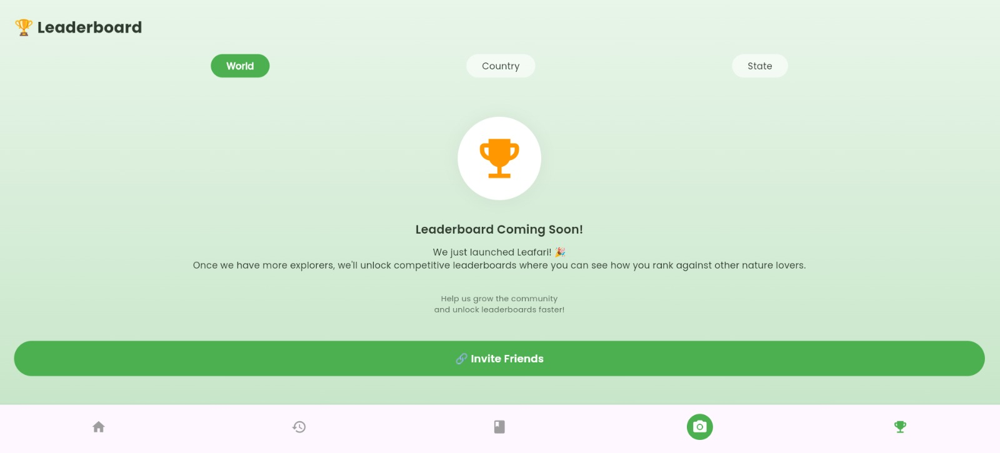 🏆 Leaderboard
World
Country
State
Leaderboard Coming Soon!
We just launched Leafari! 🎉
Once we have more explorers, we'll unlock competitive leaderboards where you can see how you rank against other nature lovers.
Help us grow the community
and unlock leaderboards faster!
🔗 Invite Friends